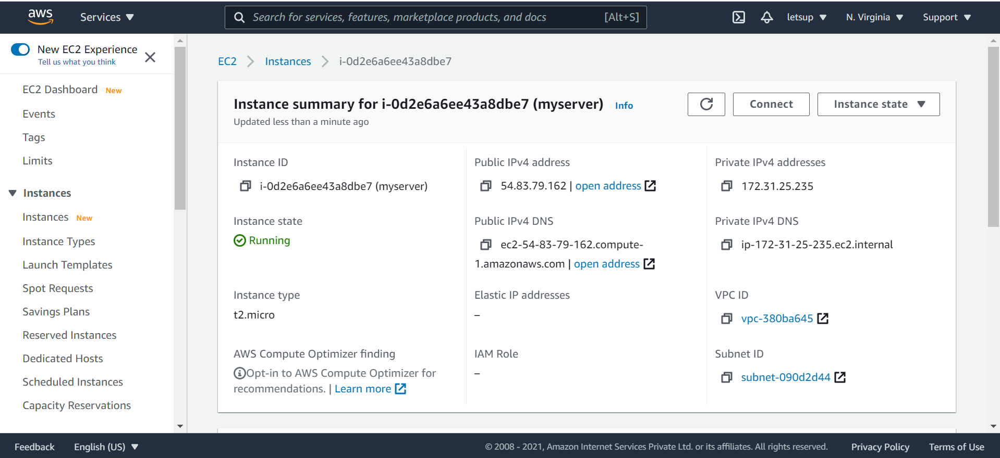 aws
Services
Search for services, features, marketplace products, and docs [Alt+S]
letsup
N. Virginia
Support
New EC2 Experience
Tell us what you think
EC2 Dashboard New
Events
Tags
Limits
Instances
Instances New
Instance Types
Launch Templates
Spot Requests
Savings Plans
Reserved Instances
Dedicated Hosts
Scheduled Instances
Capacity Reservations
EC2 Instances i-0d2e6a6ee43a8dbe7
Instance summary for i-0d2e6a6ee43a8dbe7 (myserver) Info
Updated less than a minute ago
Connect
Instance state
Instance ID
i-0d2e6a6ee43a8dbe7 (myserver)
Public IPv4 address
54.83.79.162 | open address
Private IPv4 addresses
172.31.25.235
Instance state
Running
Public IPv4 DNS
ec2-54-83-79-162.compute-
1.amazonaws.com | open address
Private IPv4 DNS
ip-172-31-25-235.ec2.internal
Instance type
t2.micro
Elastic IP addresses
–
VPC ID
vpc-380ba645
AWS Compute Optimizer finding
Opt-in to AWS Compute Optimizer for
recommendations. | Learn more
IAM Role
–
Subnet ID
subnet-090d2d44
Feedback
English (US)
© 2008 - 2021, Amazon Internet Services Private Ltd. or its affiliates. All rights reserved.
Privacy Policy
Terms of Use